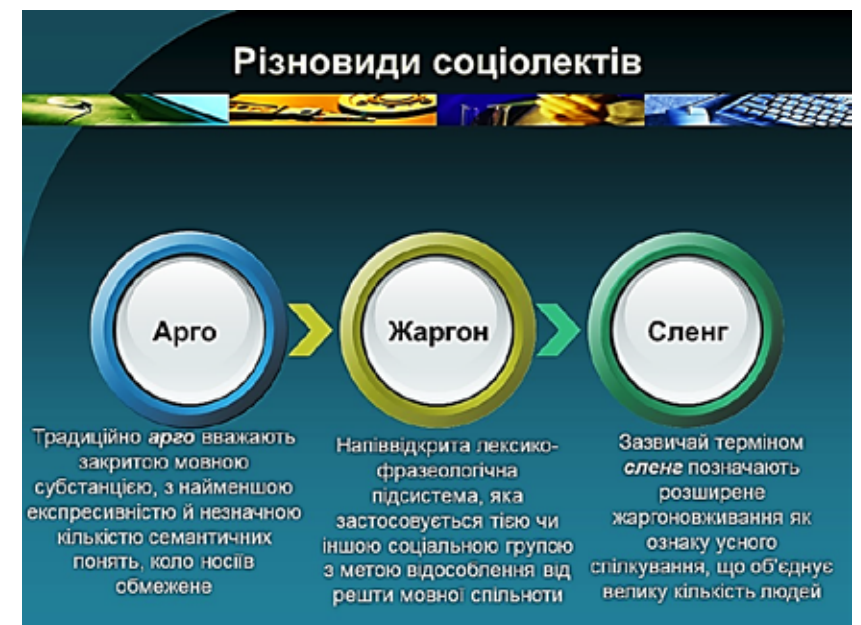 Різновиди соціолектів
Арго
Жаргон
Сленг
Традиційно арго вважають
закритою мовною
субстанцією, з найменшою
експресивністю й незначною
кількістю семантичних
понять, коло носіїв
обмежене
Напіввідкрита лексико-
фразеологічна
підсистема, яка
застосовується тією чи
іншою соціальною групою
з метою відособлення від
решти мовної спільноти
Зазвичай терміном
сленг позначають
розширене
жаргоновживання як
ознаку усного
спілкування, що об'єднує
велику кількість людей